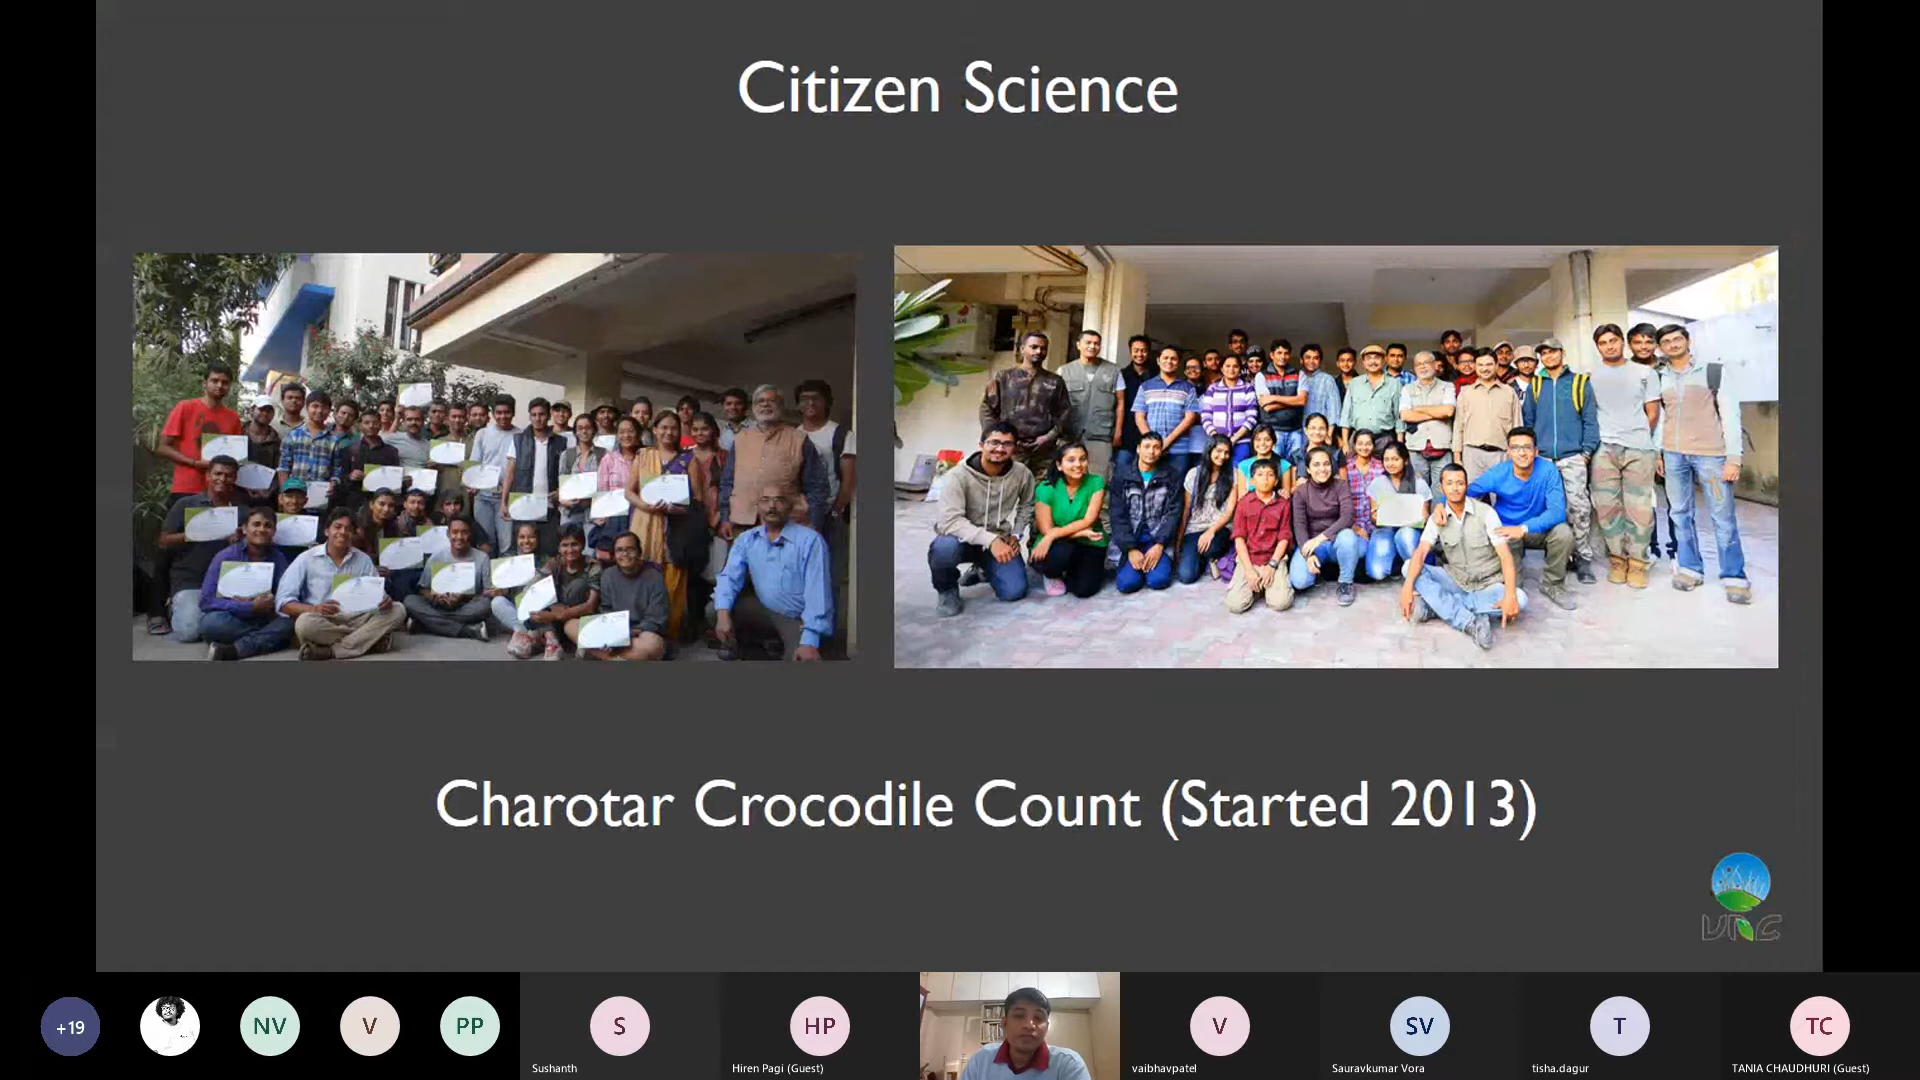 Citizen Science
Charotar Crocodile Count (Started 2013)
VNC
+19
NV
V
PP
S
HP
V
SV
T
TC
Sushanth
Hiren Pagi (Guest)
vaibhavpatel
Sauravkumar Vora
tisha.dagur
TANIA CHAUDHURI (Guest)